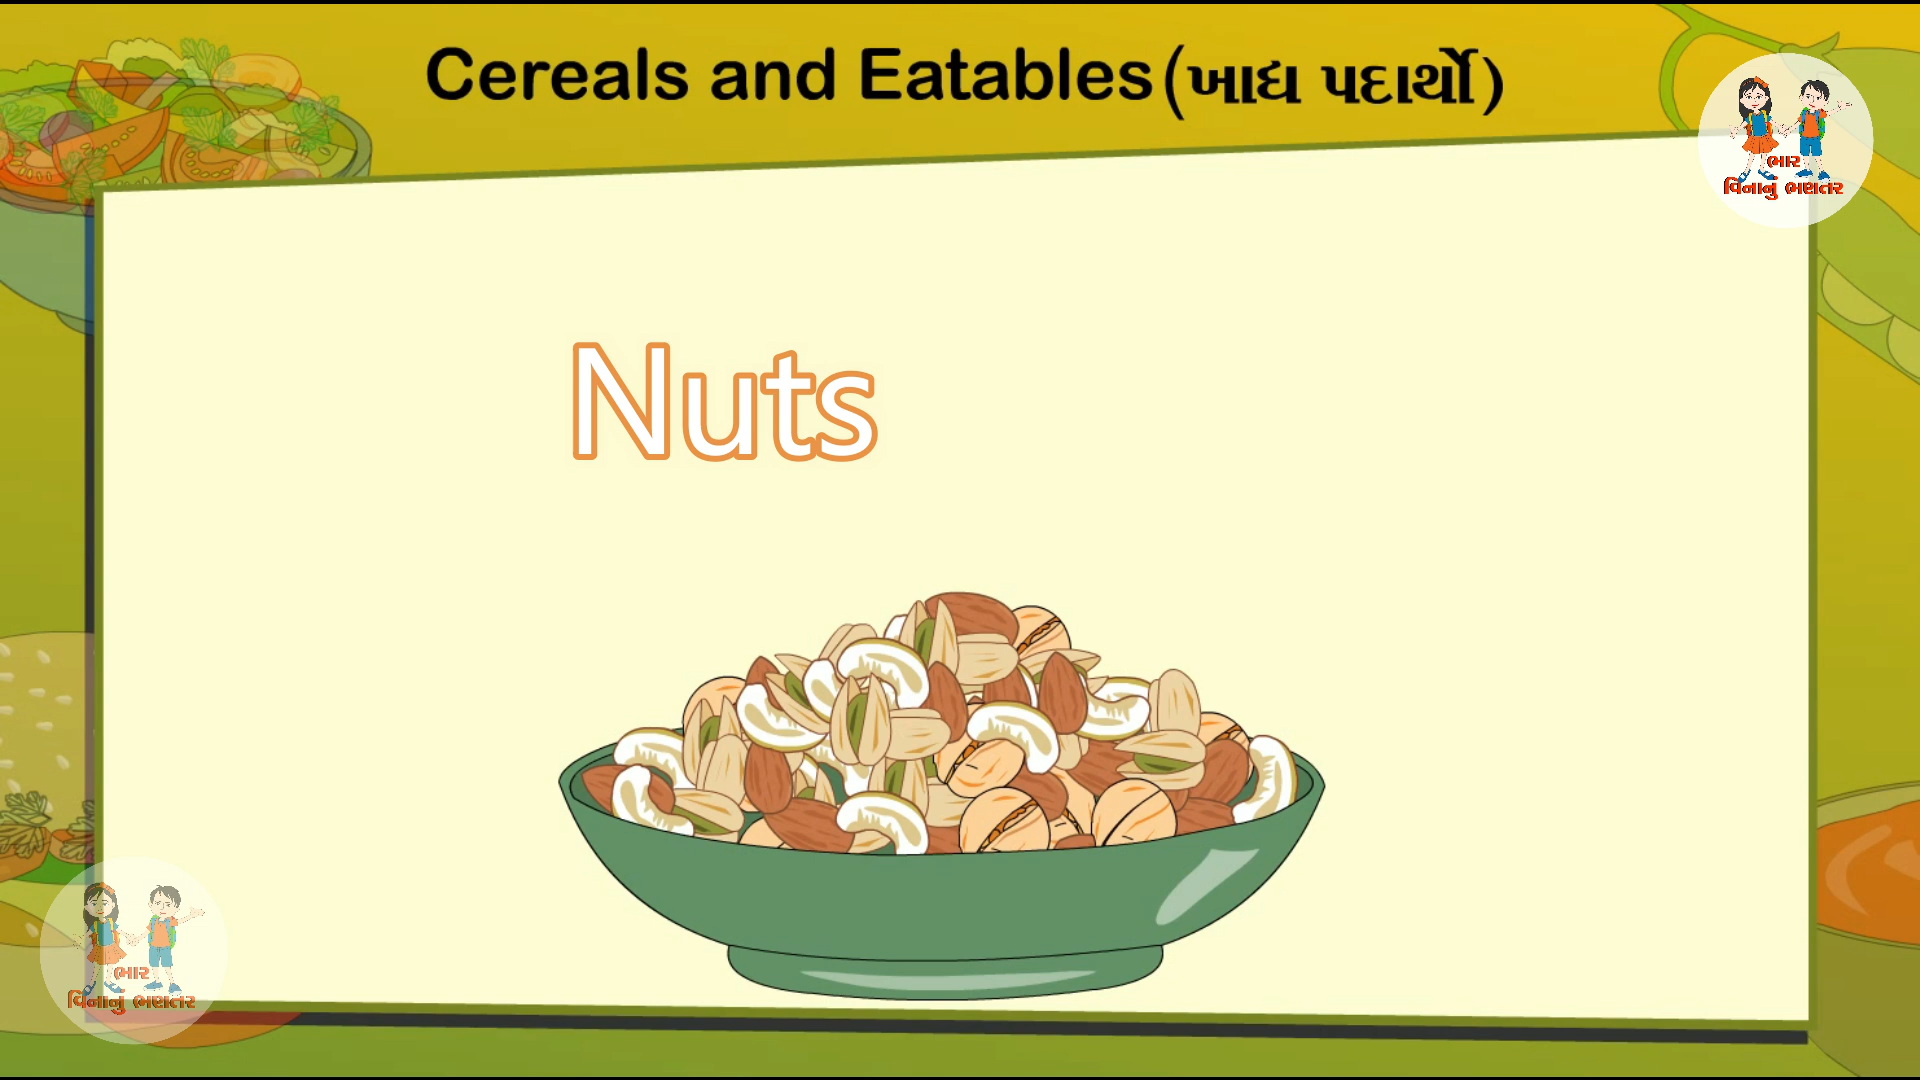 Cereals and Eatables (ખાદ્ય પદાર્થો)
ભાર
વિનાનું ભણતર
Nuts
ભાર
વિનાનું ભણતર